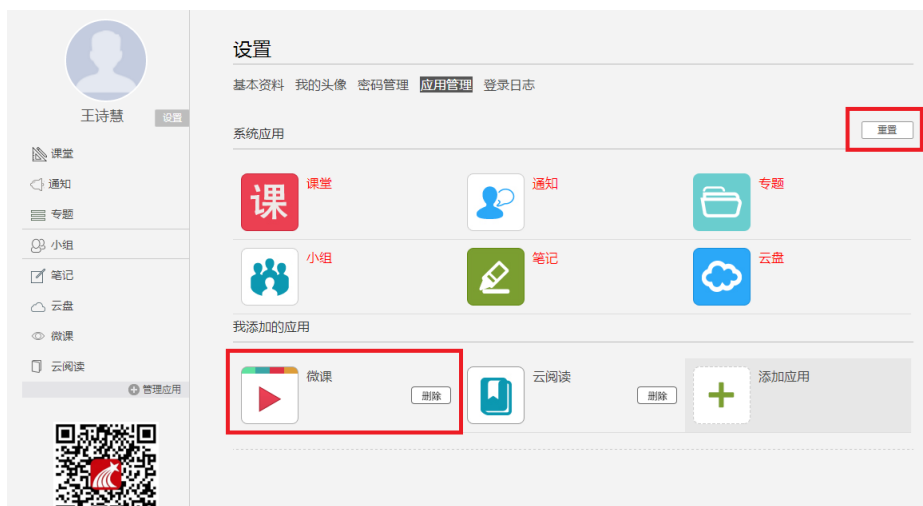 设置
基本资料 我的头像 密码管理 应用管理 登录日志
王诗慧 设置
系统应用 重置
课堂
通知
专题
小组
笔记
云盘
微课
云阅读
管理应用
课 课堂 通知 专题
小组 笔记 云盘
我添加的应用
微课 删除 云阅读 删除 添加应用